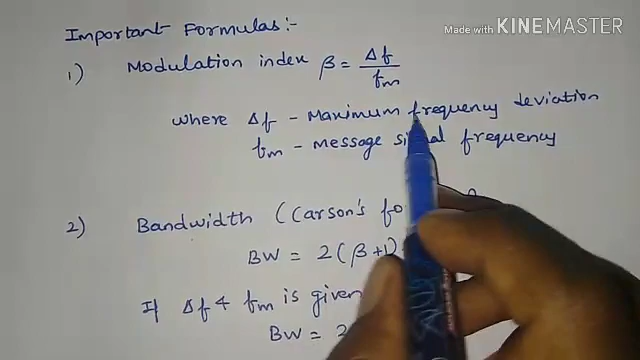 Made with KINEMASTER
Important Formulas:-
1) Modulation index β = Δf / fm
where Δf - Maximum frequency deviation
fm - Message signal frequency
2) Bandwidth (Carson's
BW = 2(β+1)
If Δf & fm is given
BW = 2